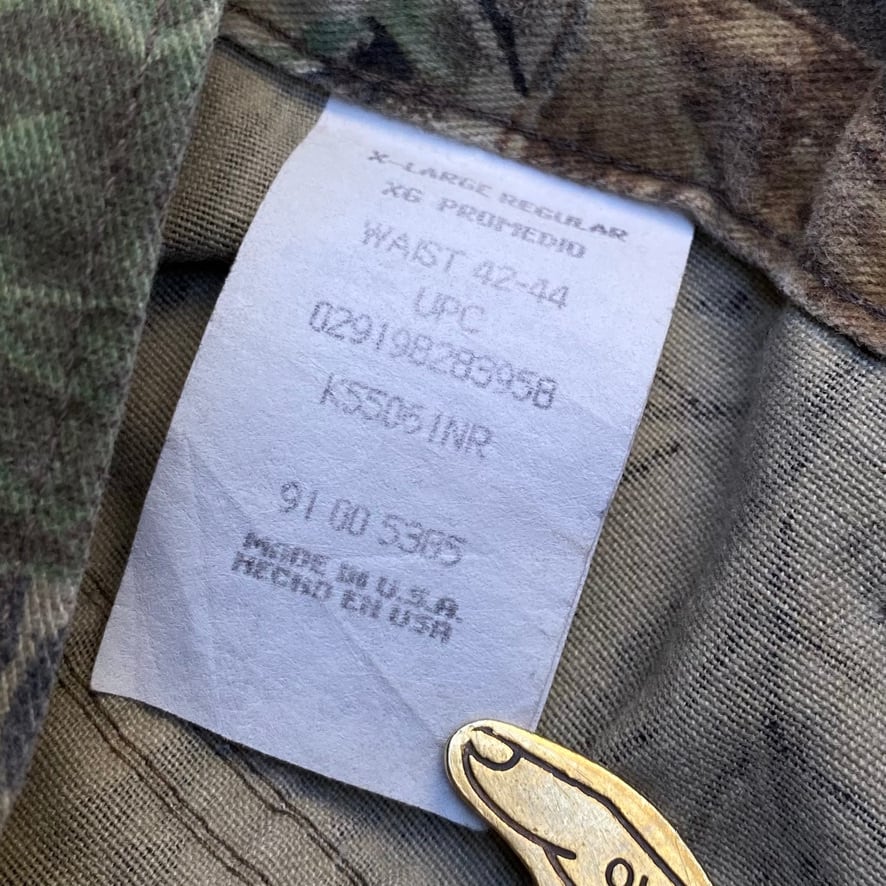 X-LARGE REGULAR
XG PROMEDIO
WAIST 42-44
UPC
029198283958
KS5061NR
91 00 5305
MADE IN U.S.A.
HECHO EN USA